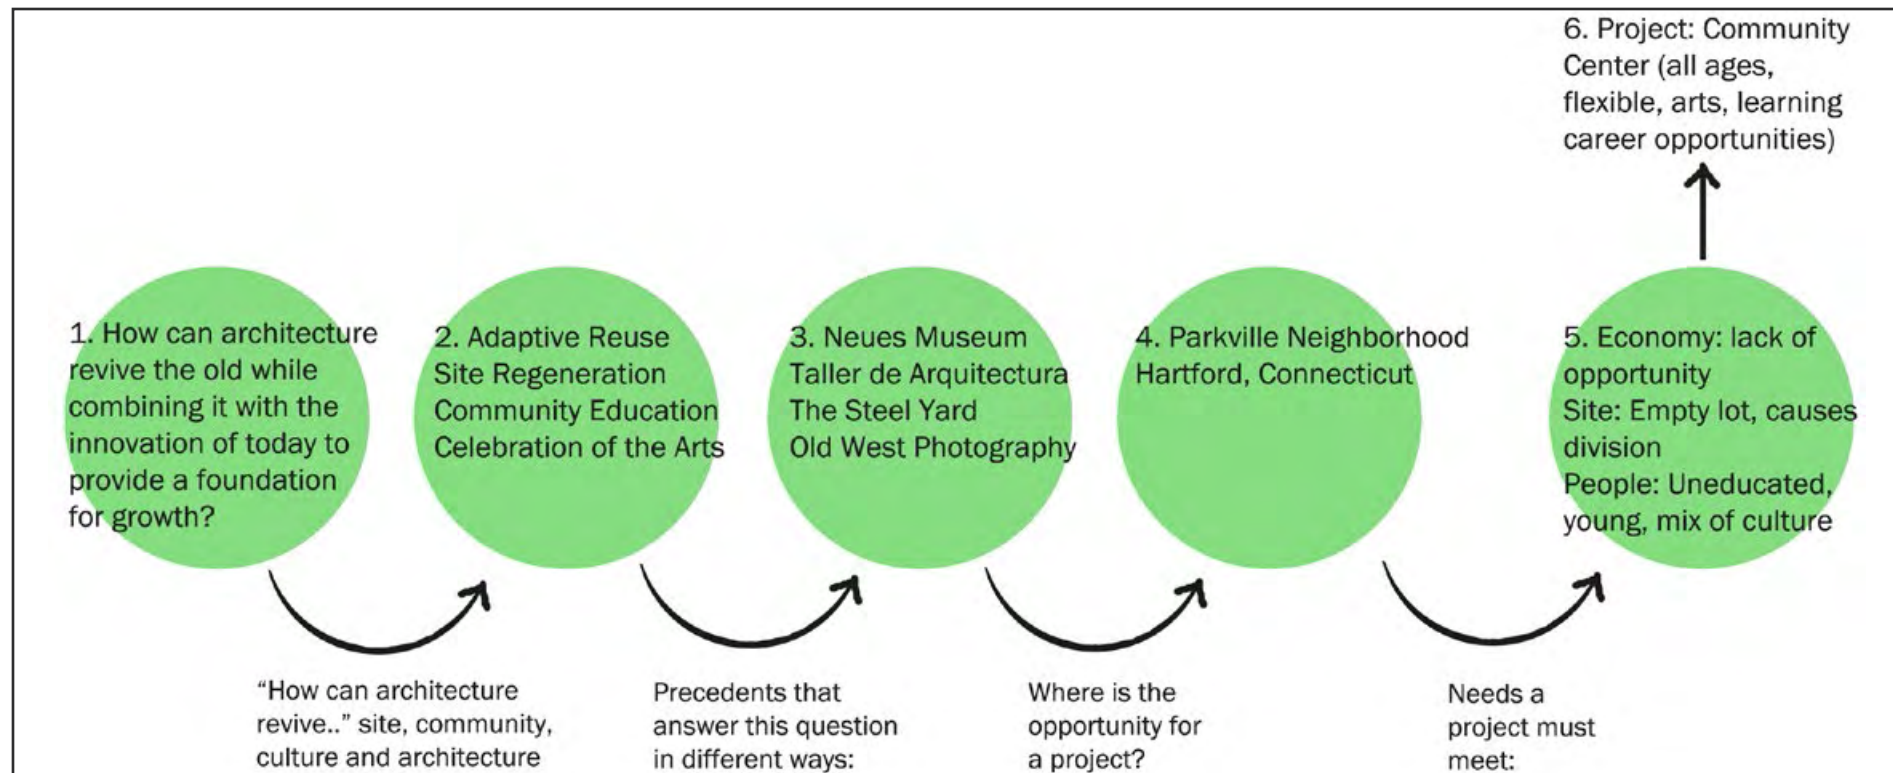 1. How can architecture
revive the old while
combining it with the
innovation of today to
provide a foundation
for growth?
“How can architecture
revive..” site, community,
culture and architecture
2. Adaptive Reuse
Site Regeneration
Community Education
Celebration of the Arts
Precedents that
answer this question
in different ways:
3. Neues Museum
Taller de Arquitectura
The Steel Yard
Old West Photography
Where is the
opportunity for
a project?
4. Parkville Neighborhood
Hartford, Connecticut
Needs a
project must
meet:
5. Economy: lack of
opportunity
Site: Empty lot, causes
division
People: Uneducated,
young, mix of culture
6. Project: Community
Center (all ages,
flexible, arts, learning
career opportunities)